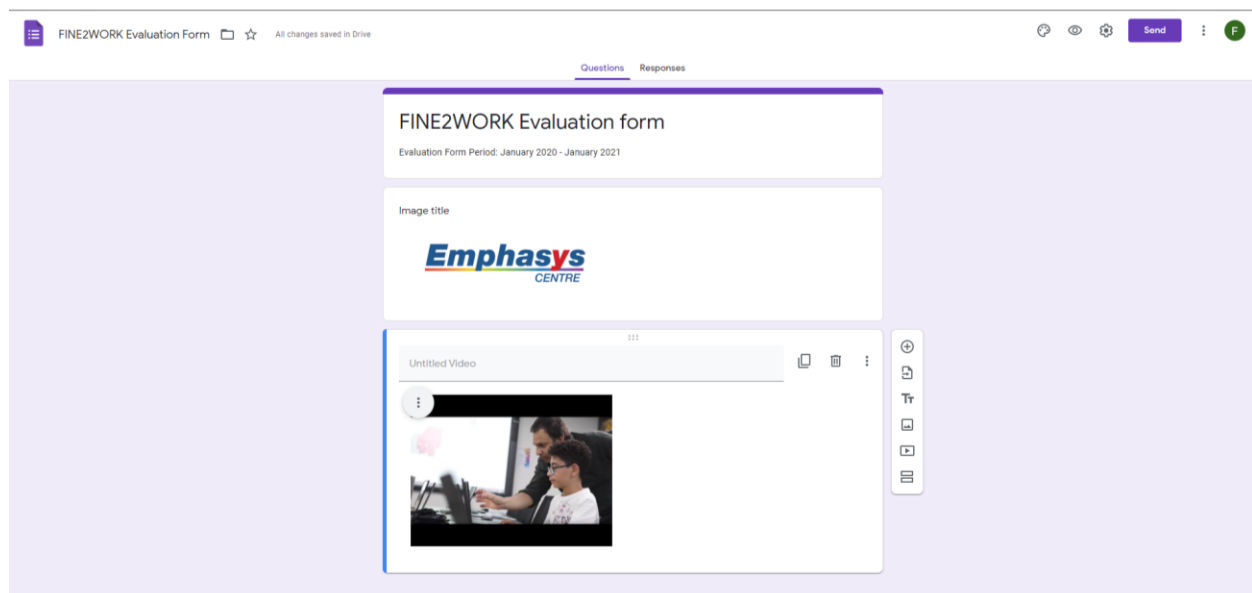 FINE2WORK Evaluation Form
All changes saved in Drive
Send
F
Questions Responses
FINE2WORK Evaluation form
Evaluation Form Period: January 2020 - January 2021
Image title
Emphasys
CENTRE
Untitled Video
Tt